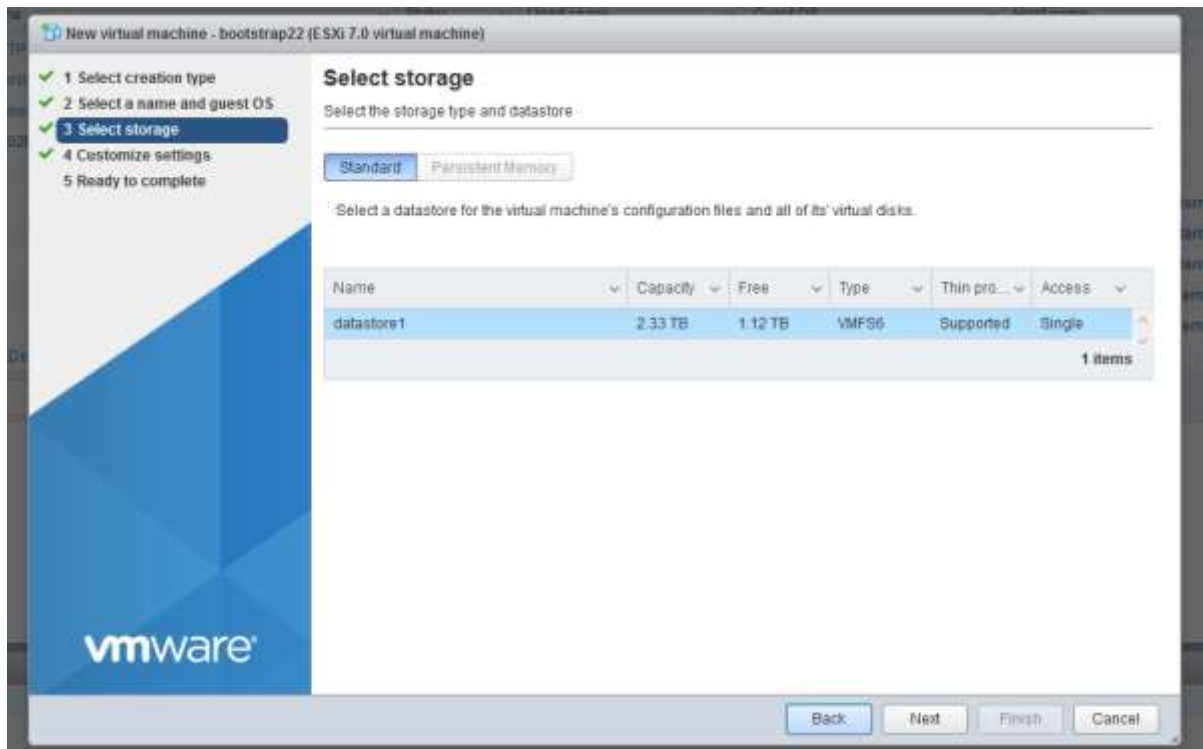 New virtual machine - bootstrap22 (ESXi 7.0 virtual machine)
1 Select creation type
2 Select a name and guest OS
3 Select storage
4 Customize settings
5 Ready to complete
Select storage
Select the storage type and datastore
Standard Persistent Memory
Select a datastore for the virtual machine's configuration files and all of its' virtual disks.
Name Capacity Free Type Thin pro... Access
datastore1 2.33 TB 1.12 TB VMFS6 Supported Single
1 items
vmware
Back Next Finish Cancel